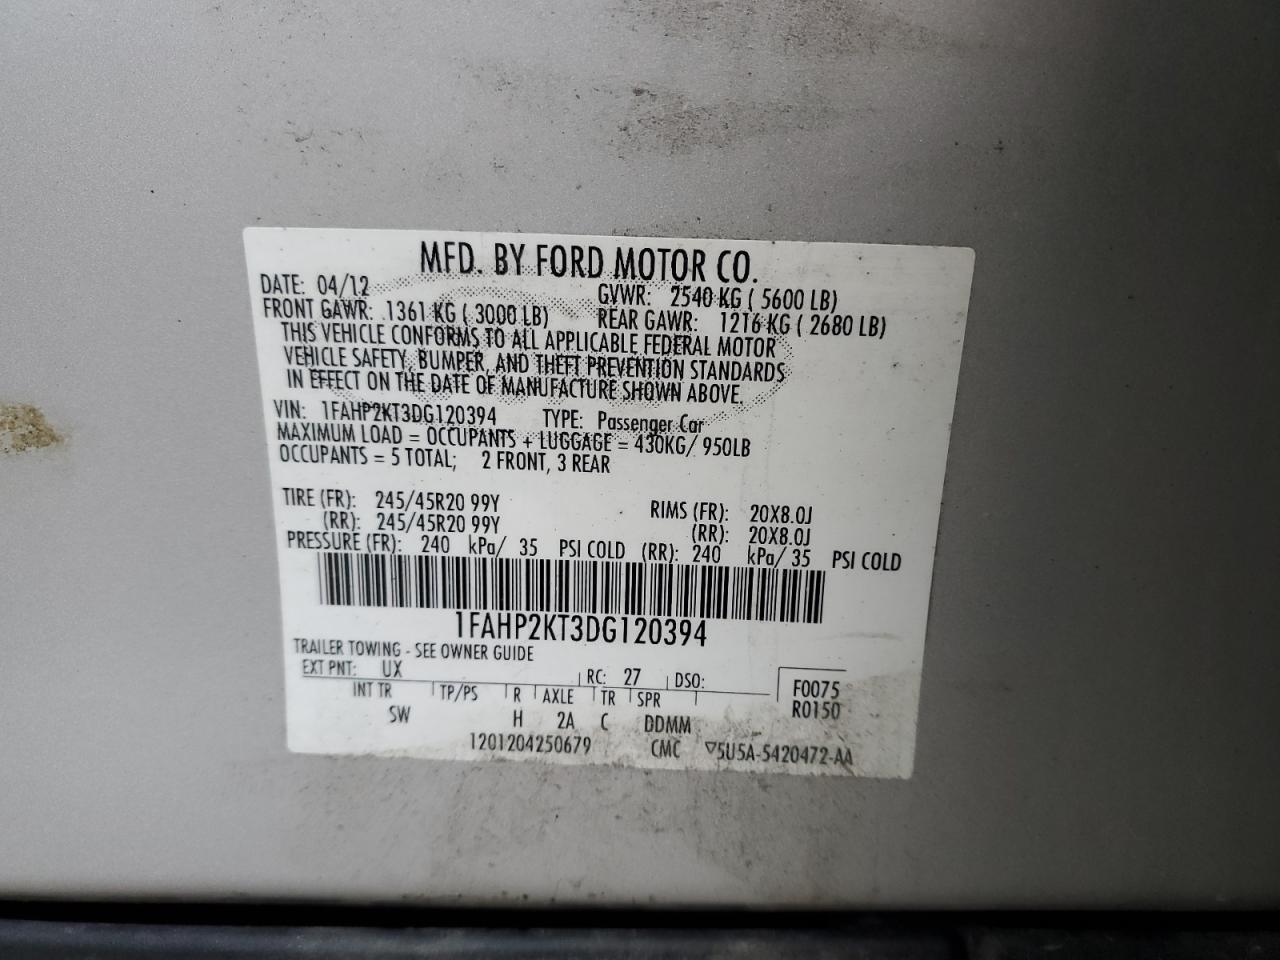 MFD. BY FORD MOTOR CO.
DATE: 04/12 GVWR: 2540 KG ( 5600 LB)
FRONT GAWR: 1361 KG ( 3000 LB) REAR GAWR: 1216 KG ( 2680 LB)
THIS VEHICLE CONFORMS TO ALL APPLICABLE FEDERAL MOTOR
VEHICLE SAFETY, BUMPER, AND THEFT PREVENTION STANDARDS
IN EFFECT ON THE DATE OF MANUFACTURE SHOWN ABOVE.
VIN: 1FAHP2KT3DG120394 TYPE: Passenger Car
MAXIMUM LOAD = OCCUPANTS + LUGGAGE = 430KG/ 950LB
OCCUPANTS = 5 TOTAL; 2 FRONT, 3 REAR
TIRE (FR): 245/45R20 99Y RIMS (FR): 20X8.0J
(RR): 245/45R20 99Y (RR): 20X8.0J
PRESSURE (FR): 240 kPa/ 35 PSI COLD (RR): 240 kPa/ 35 PSI COLD
1FAHP2KT3DG120394
TRAILER TOWING - SEE OWNER GUIDE
EXT PNT: UX RC: 27 DSO: F0075
INT TR TP/PS R AXLE TR SPR R0150
SW H 2A C DDMM
1201204250679 CMC ▽5U5A-5420472-AA